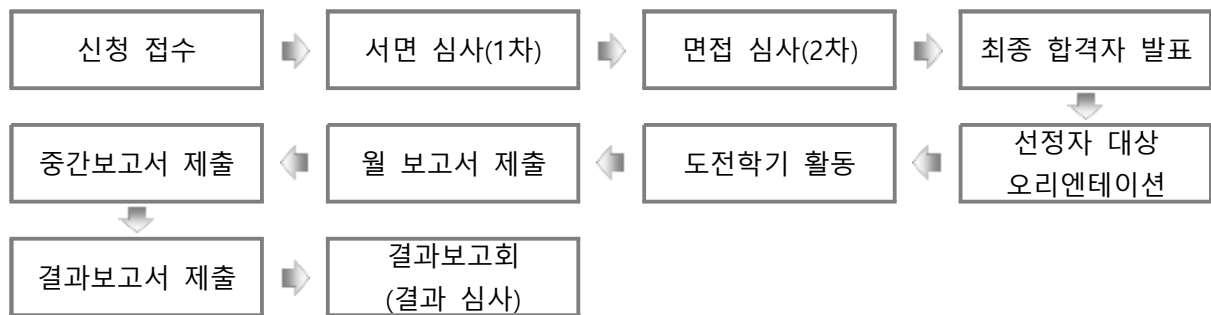 신청 접수
서면 심사(1차)
면접 심사(2차)
최종 합격자 발표
선정자 대상
오리엔테이션
도전학기 활동
월 보고서 제출
중간보고서 제출
결과보고서 제출
결과보고회
(결과 심사)